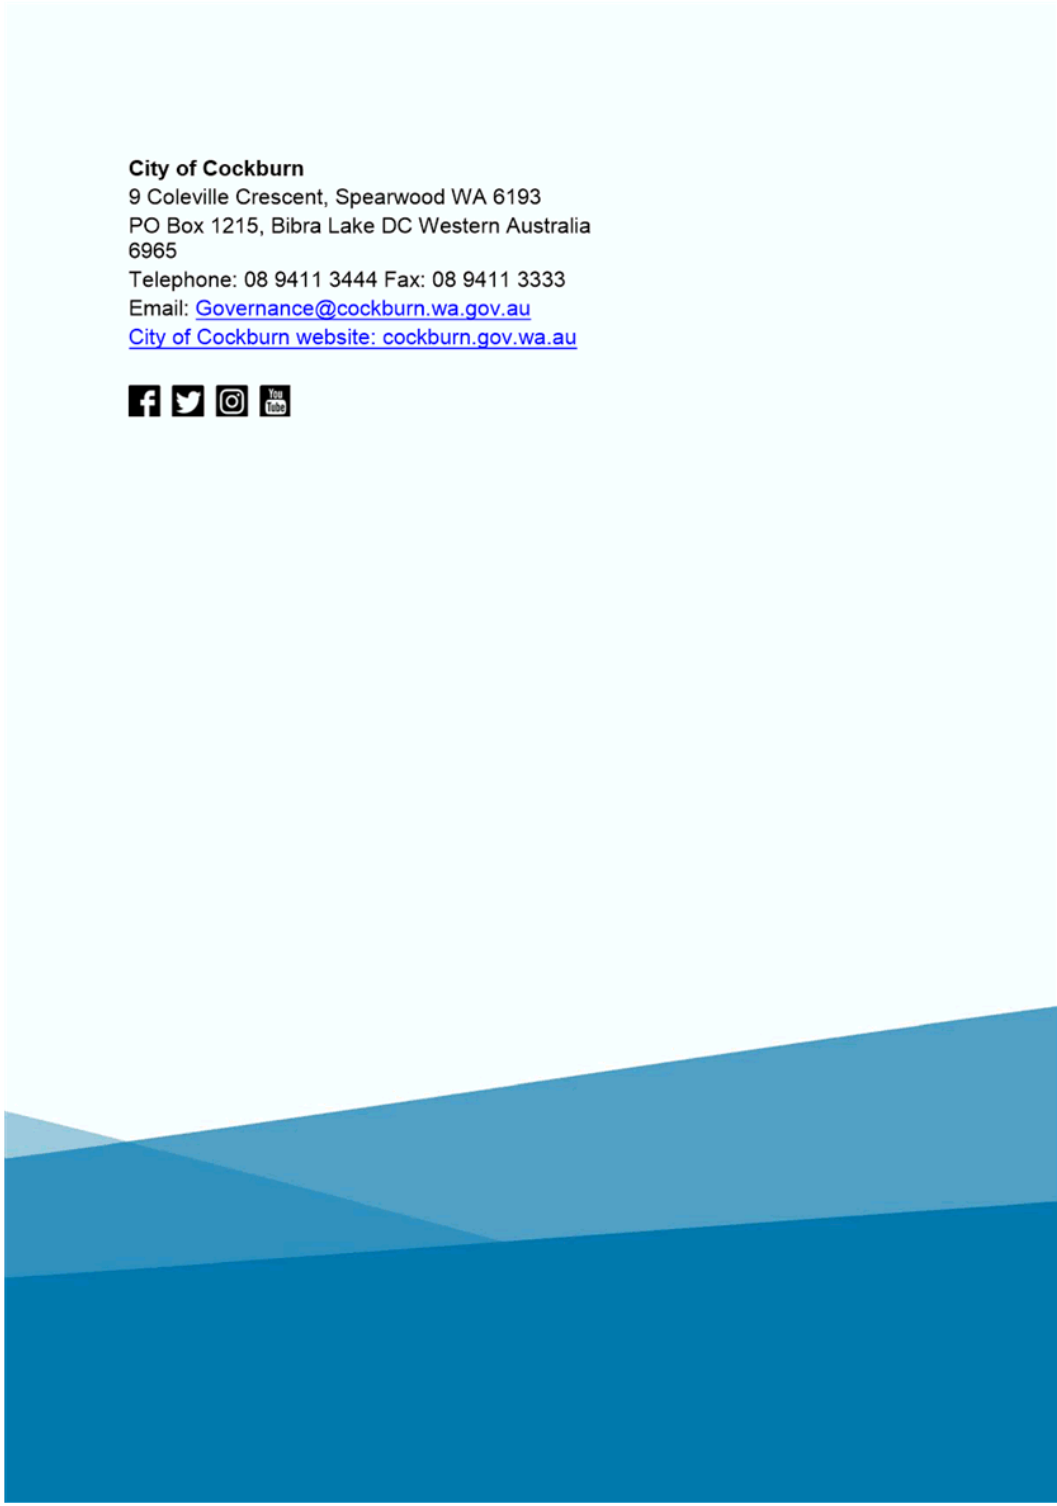 City of Cockburn
9 Coleville Crescent, Spearwood WA 6193
PO Box 1215, Bibra Lake DC Western Australia
6965
Telephone: 08 9411 3444 Fax: 08 9411 3333
Email: Governance@cockburn.wa.gov.au
City of Cockburn website: cockburn.gov.wa.au
You
Tube